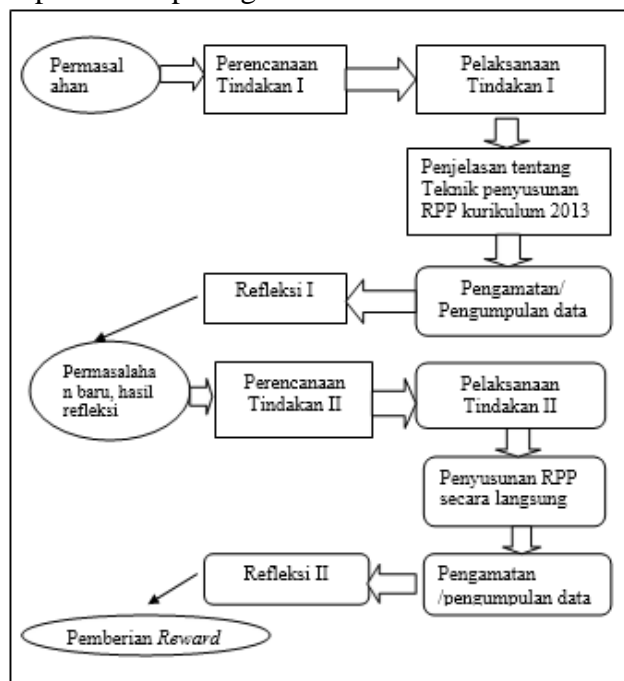 Permasal
ahan
Perencanaan
Tindakan I
Pelaksanaan
Tindakan I
Penjelasan tentang
Teknik penyusunan
RPP kurikulum 2013
Pengamatan/
Pengumpulan data
Refleksi I
Permasalaha
n baru, hasil
refleksi
Perencanaan
Tindakan II
Pelaksanaan
Tindakan II
Penyusunan RPP
secara langsung
Pengamatan
/pengumpulan data
Refleksi II
Pemberian Reward